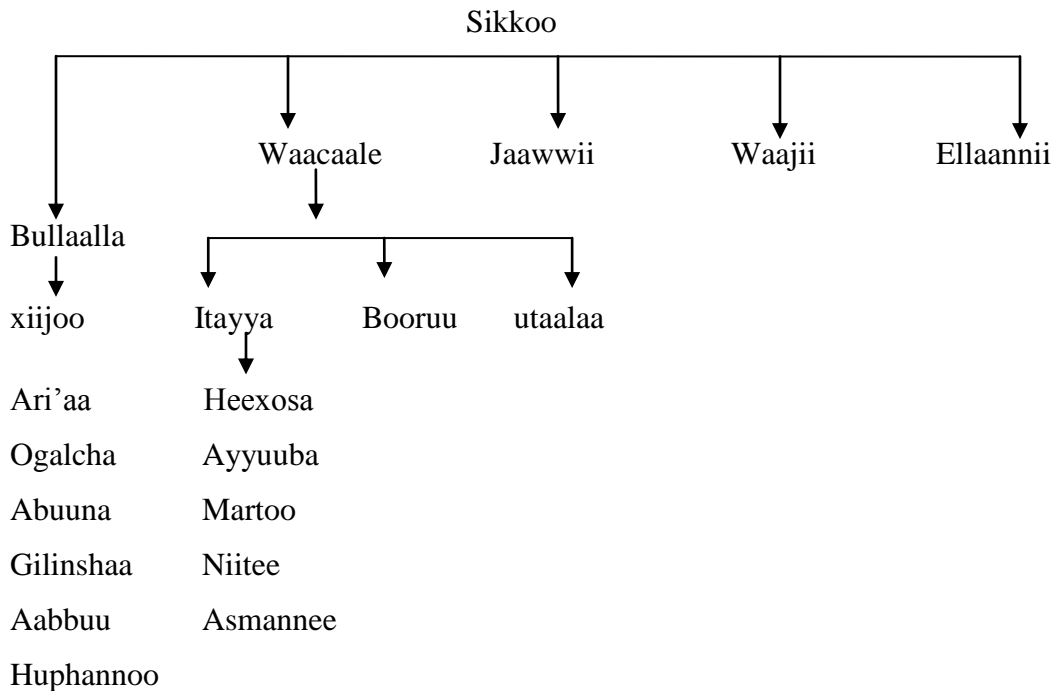 Sikkoo
Waacaale Jaawwii Waajii Ellaannii
Bullaalla
xiijoo Itayya Booruu utaalaa
Ari’aa Heexosa
Ogalcha Ayyuuba
Abuuna Martoo
Gilinshaa Niitee
Aabbuu Asmannee
Huphannoo